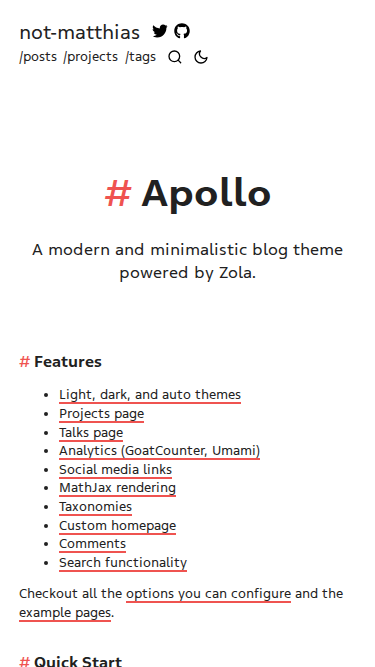 not-matthias
/posts /projects /tags
# Apollo
A modern and minimalistic blog theme
powered by Zola.
# Features
Light, dark, and auto themes
Projects page
Talks page
Analytics (GoatCounter, Umami)
Social media links
MathJax rendering
Taxonomies
Custom homepage
Comments
Search functionality
Checkout all the options you can configure and the
example pages.
# Quick Start